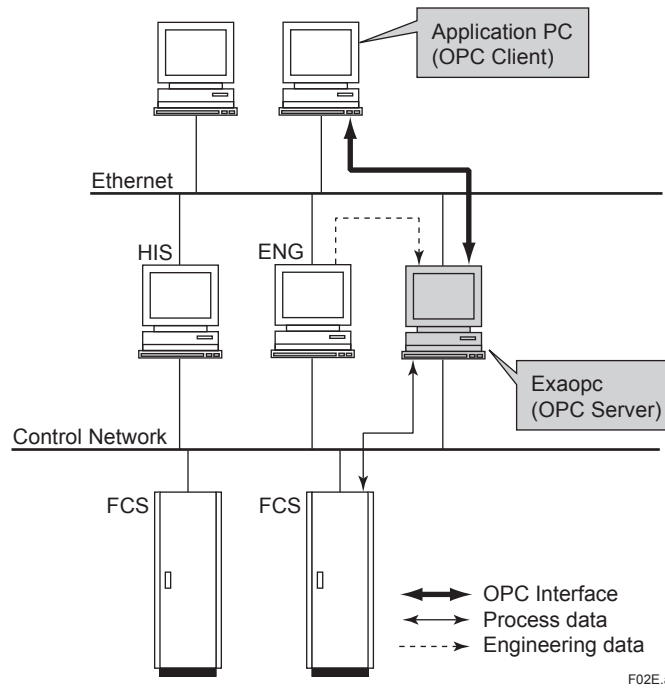 Application PC
(OPC Client)
Ethernet
HIS
ENG
Exaopc
(OPC Server)
Control Network
FCS
FCS
OPC Interface
Process data
Engineering data